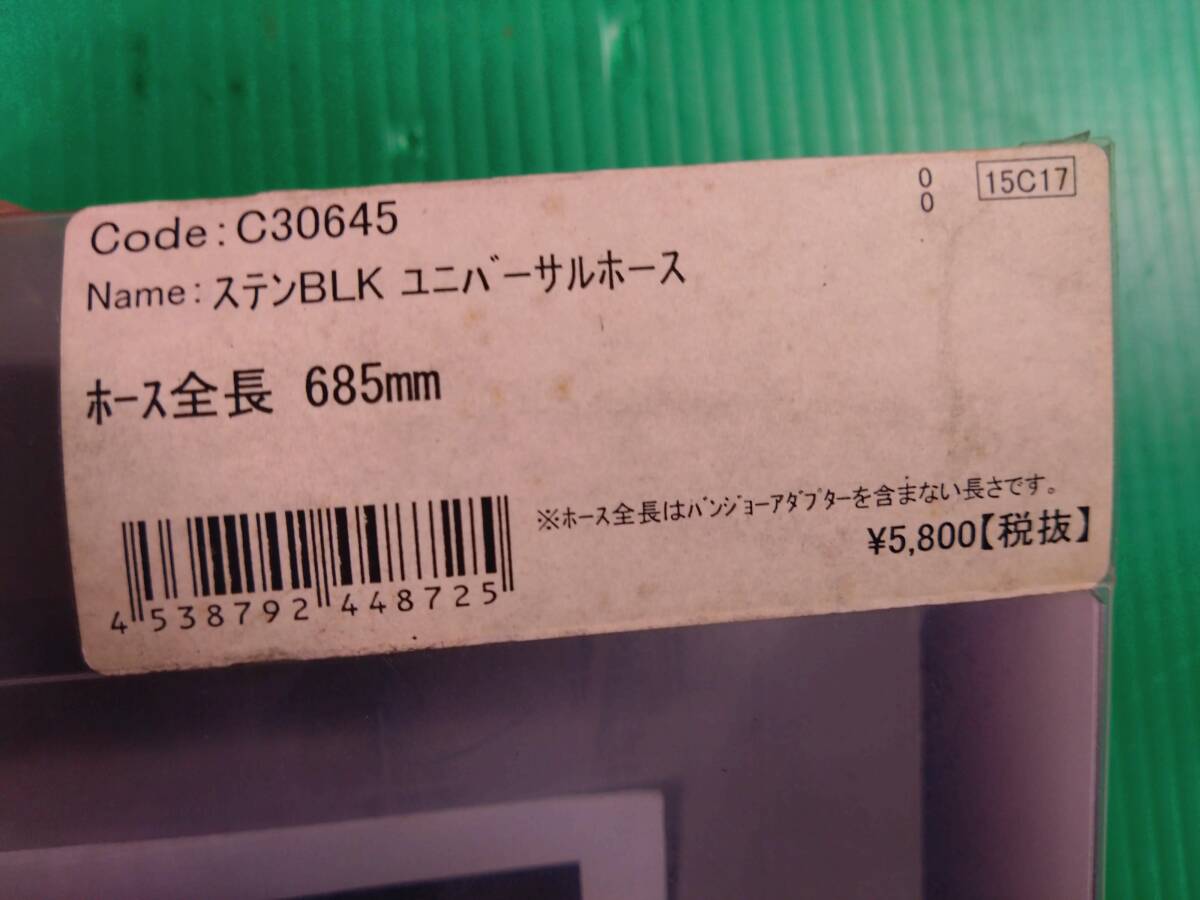 Code:C30645
0
0
15C17
Name:ステンBLK ユニバーサルホース
ホース全長 685mm
※ホース全長はバンジョーアダプターを含まない長さです。
¥5,800【税抜】
4 538792 448725